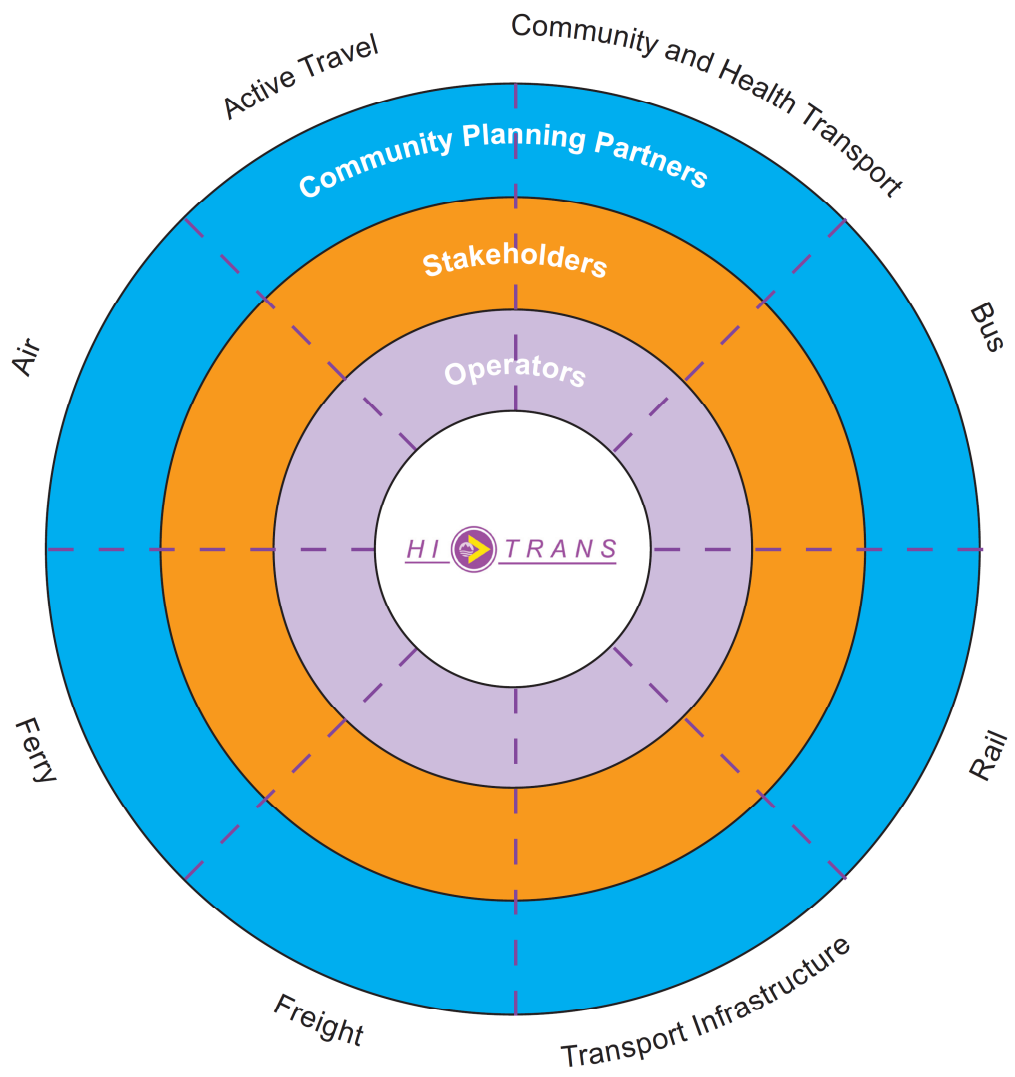 Active Travel
Community and Health Transport
Community Planning Partners
Stakeholders
Operators
Air
Bus
HI TRANS
Ferry
Rail
Freight
Transport Infrastructure